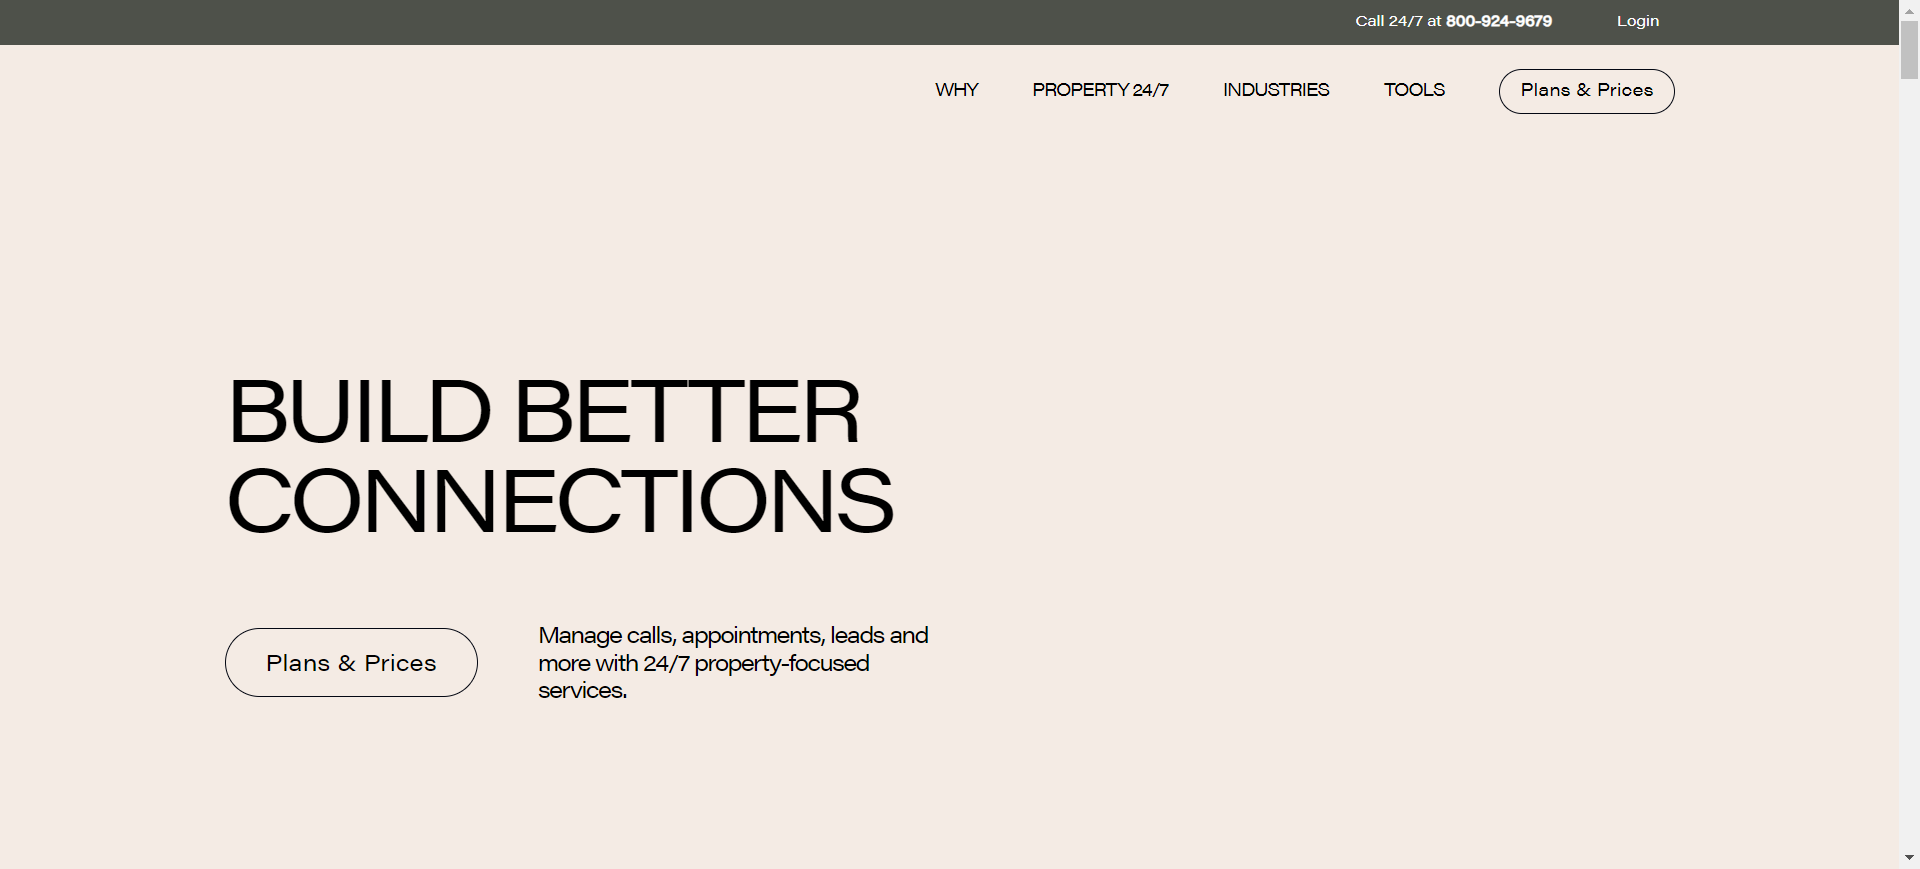 Call 24/7 at 800-924-9679 Login
WHY PROPERTY 24/7 INDUSTRIES TOOLS Plans & Prices
BUILD BETTER
CONNECTIONS
Plans & Prices
Manage calls, appointments, leads and
more with 24/7 property-focused
services.